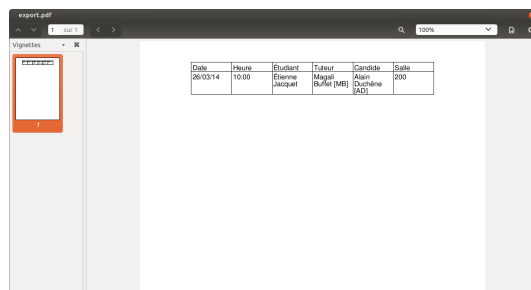 export.pdf
1 sur 1 100%
Vignettes
1
Date Heure Étudiant Tuteur Candide Salle
26/03/14 10:00 Étienne Magali Alain 200
Jacquet Buffet [MB] Duchêne
[AD]